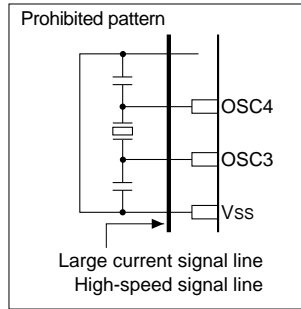 Prohibited pattern
OSC4
OSC3
Vss
Large current signal line
High-speed signal line